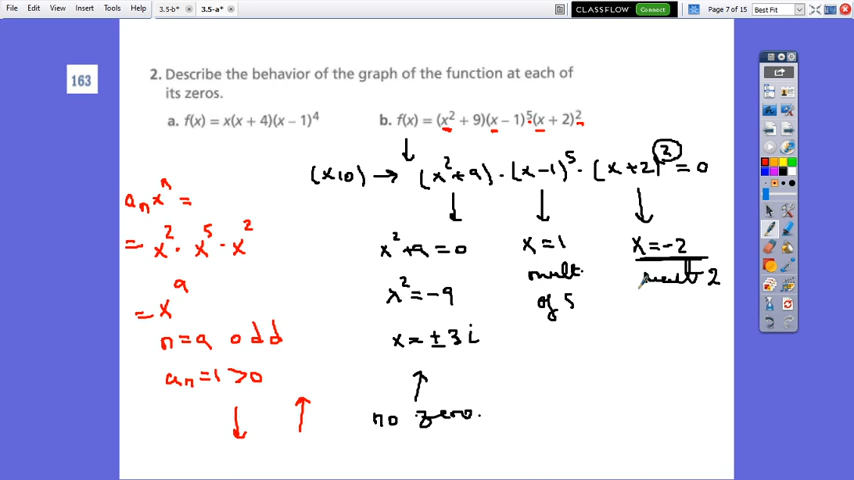 File Edit View Insert Tools Help
3.5-b* 3.5-a*
CLASSFLOW Connect
Page 7 of 15 Best Fit
163
2. Describe the behavior of the graph of the function at each of
its zeros.
a. f(x) = x(x + 4)(x − 1)⁴ b. f(x) = (x² + 9)(x − 1)⁵(x + 2)²
(x10) → (x²+9) · (x−1)⁵ · (x+2)² = 0
aₙxⁿ =
= x² · x⁵ · x²
= x⁹
n = 9 odd
aₙ = 1 > 0
x²+9 = 0
x² = −9
x = ± 3i
no zero.
x = 1
mult.
of 5
x = −2
mult 2